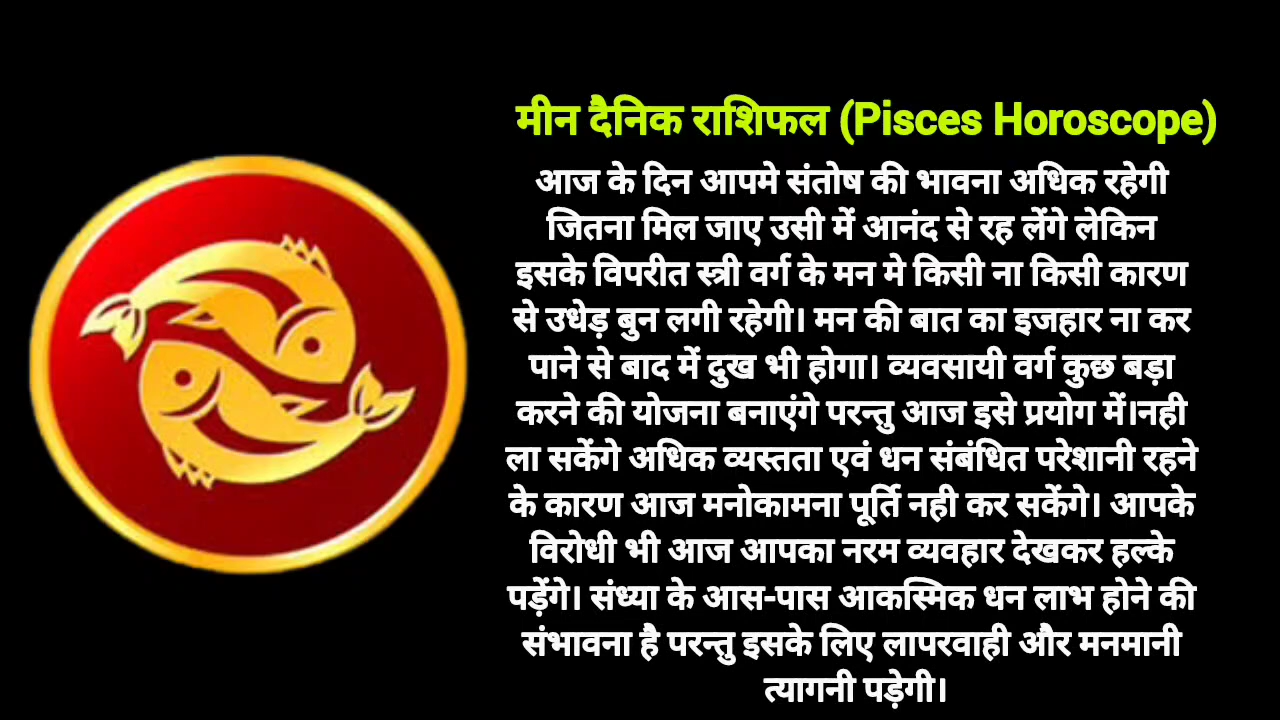 मीन दैनिक राशिफल (Pisces Horoscope)
आज के दिन आपमे संतोष की भावना अधिक रहेगी
जितना मिल जाए उसी में आनंद से रह लेंगे लेकिन
इसके विपरीत स्त्री वर्ग के मन मे किसी ना किसी कारण
से उधेड़ बुन लगी रहेगी। मन की बात का इजहार ना कर
पाने से बाद में दुख भी होगा। व्यवसायी वर्ग कुछ बड़ा
करने की योजना बनाएंगे परन्तु आज इसे प्रयोग में।नही
ला सकेंगे अधिक व्यस्तता एवं धन संबंधित परेशानी रहने
के कारण आज मनोकामना पूर्ति नही कर सकेंगे। आपके
विरोधी भी आज आपका नरम व्यवहार देखकर हल्के
पड़ेंगे। संध्या के आस-पास आकस्मिक धन लाभ होने की
संभावना है परन्तु इसके लिए लापरवाही और मनमानी
त्यागनी पड़ेगी।